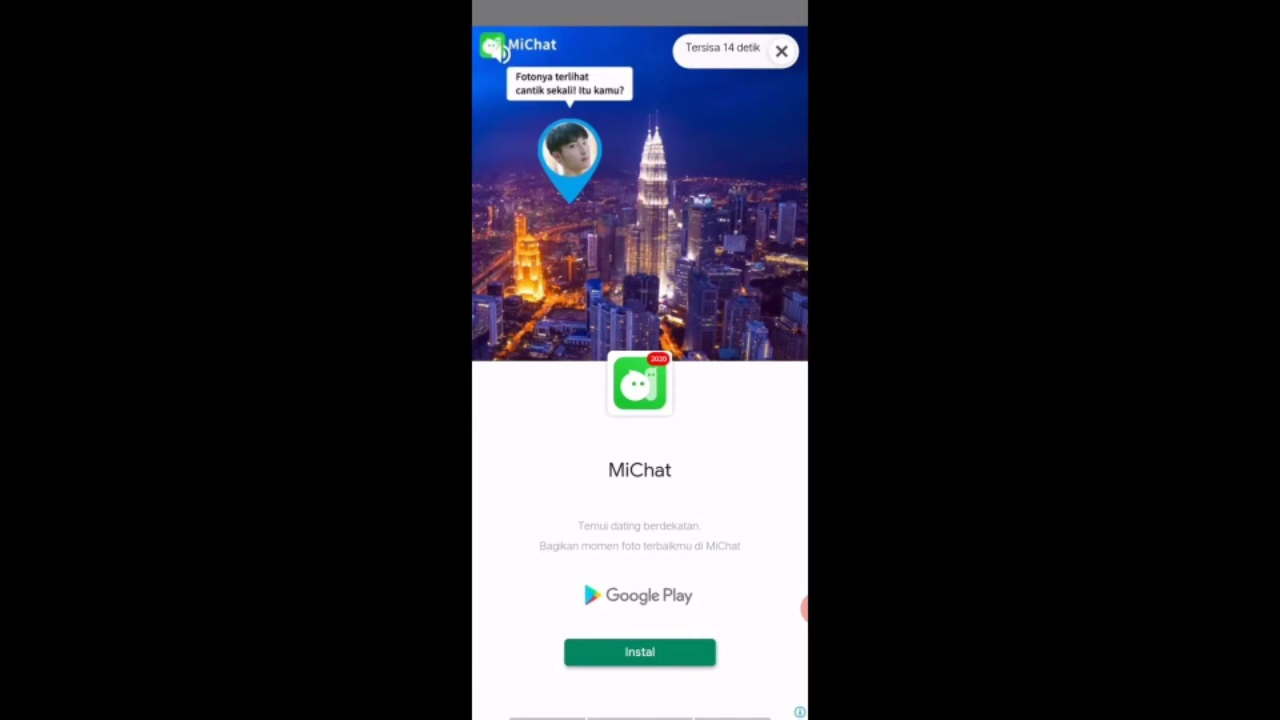 MiChat
Tersisa 14 detik
Fotonya terlihat
cantik sekali! Itu kamu?
2020
MiChat
Temui dating berdekatan.
Bagikan momen foto terbaikmu di MiChat
Google Play
Instal